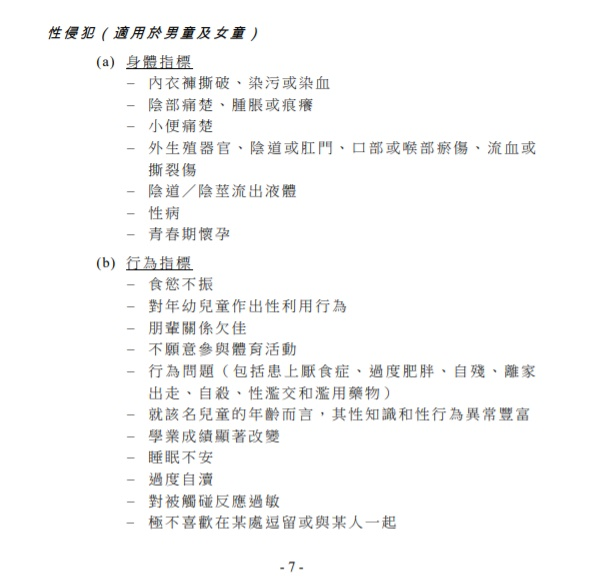 性侵犯（適用於男童及女童）
(a) 身體指標
– 內衣褲撕破、染污或染血
– 陰部痛楚、腫脹或痕癢
– 小便痛楚
– 外生殖器官、陰道或肛門、口部或喉部瘀傷、流血或
撕裂傷
– 陰道／陰莖流出液體
– 性病
– 青春期懷孕
(b) 行為指標
– 食慾不振
– 對年幼兒童作出性利用行為
– 朋輩關係欠佳
– 不願意參與體育活動
– 行為問題（包括患上厭食症、過度肥胖、自殘、離家
出走、自殺、性濫交和濫用藥物）
– 就該名兒童的年齡而言，其性知識和性行為異常豐富
– 學業成績顯著改變
– 睡眠不安
– 過度自瀆
– 對被觸碰反應過敏
– 極不喜歡在某處逗留或與某人一起
- 7 -